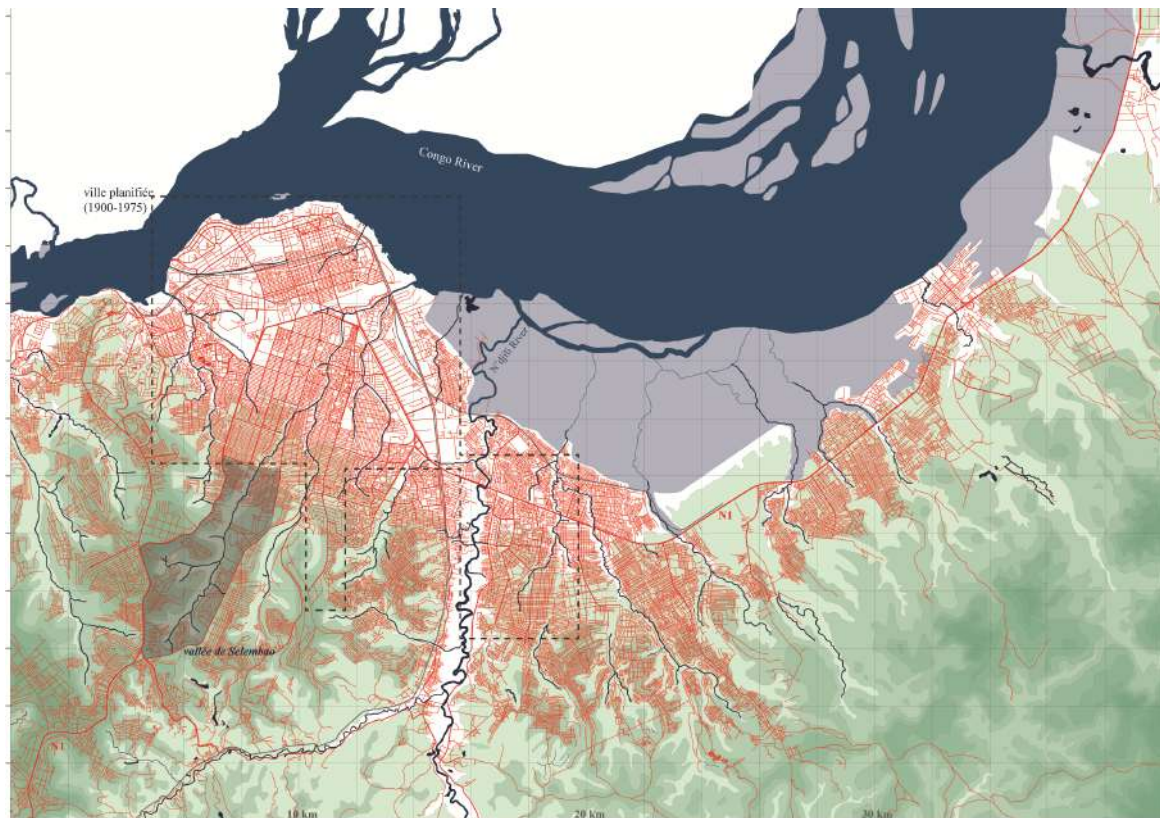 Congo River
ville planifiée
(1900-1975)
N'djili River
N1
vallée de Selembao
N1
10 km
20 km
30 km